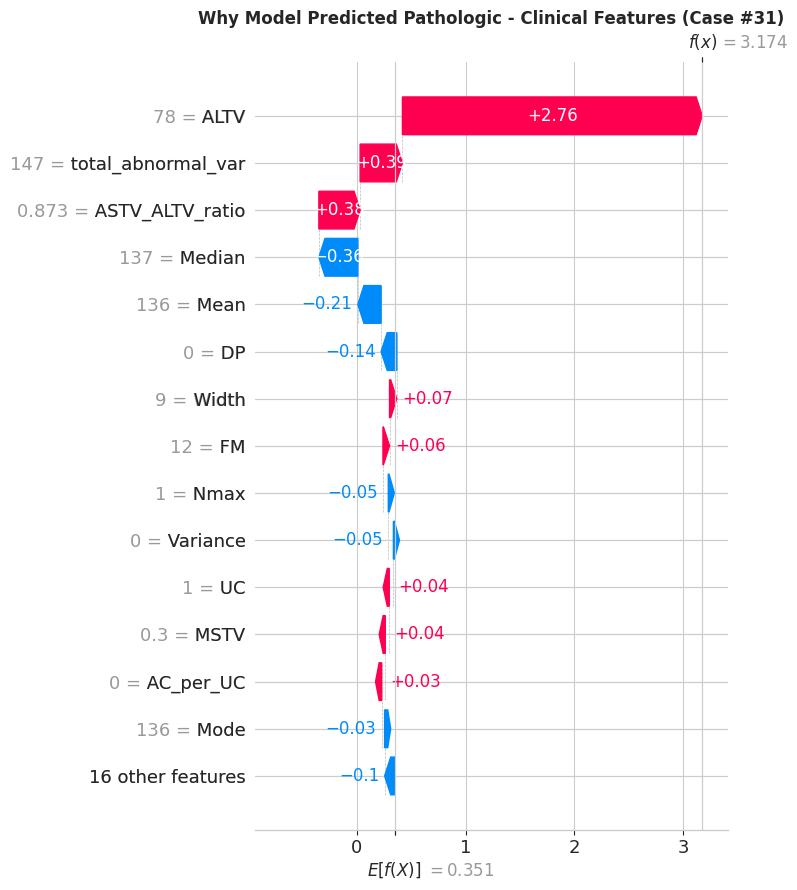 Why Model Predicted Pathologic - Clinical Features (Case #31)
f(x) = 3.174
78 = ALTV +2.76
147 = total_abnormal_var +0.39
0.873 = ASTV_ALTV_ratio +0.38
137 = Median −0.36
136 = Mean −0.21
0 = DP −0.14
9 = Width +0.07
12 = FM +0.06
1 = Nmax −0.05
0 = Variance −0.05
1 = UC +0.04
0.3 = MSTV +0.04
0 = AC_per_UC +0.03
136 = Mode −0.03
16 other features −0.1
0 1 2 3
E[f(X)] = 0.351